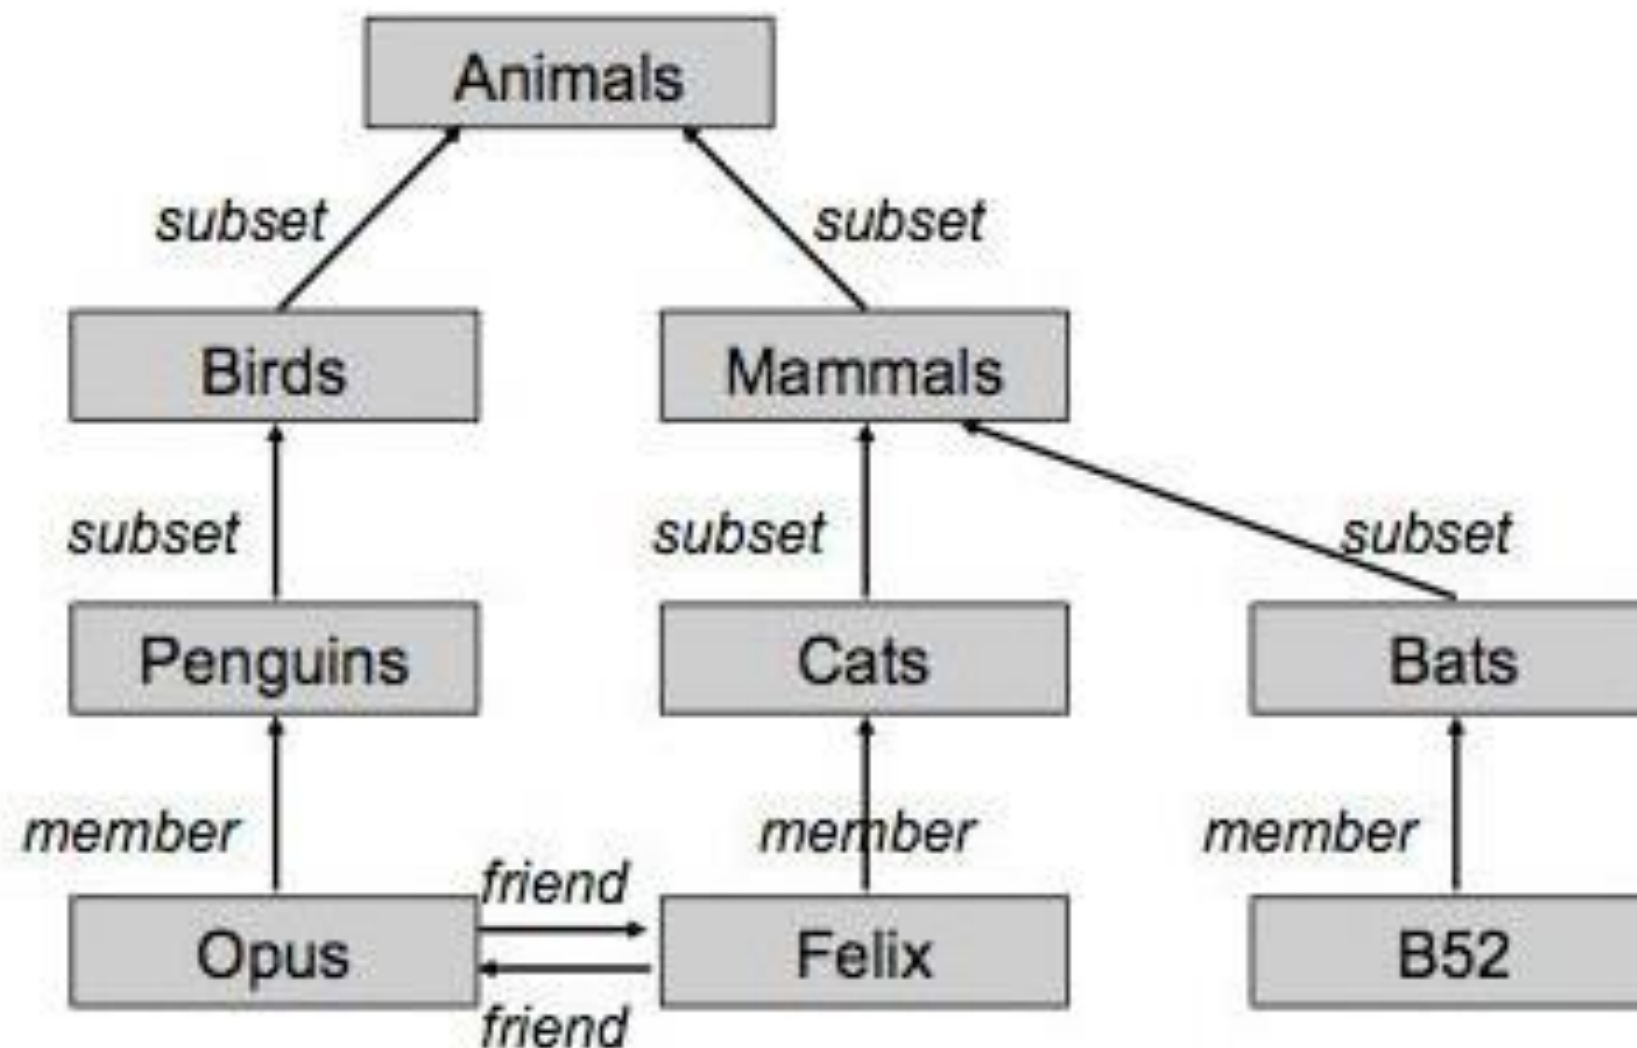 Animals
subset subset
Birds Mammals
subset subset subset
Penguins Cats Bats
member member member
friend
Opus Felix B52
friend